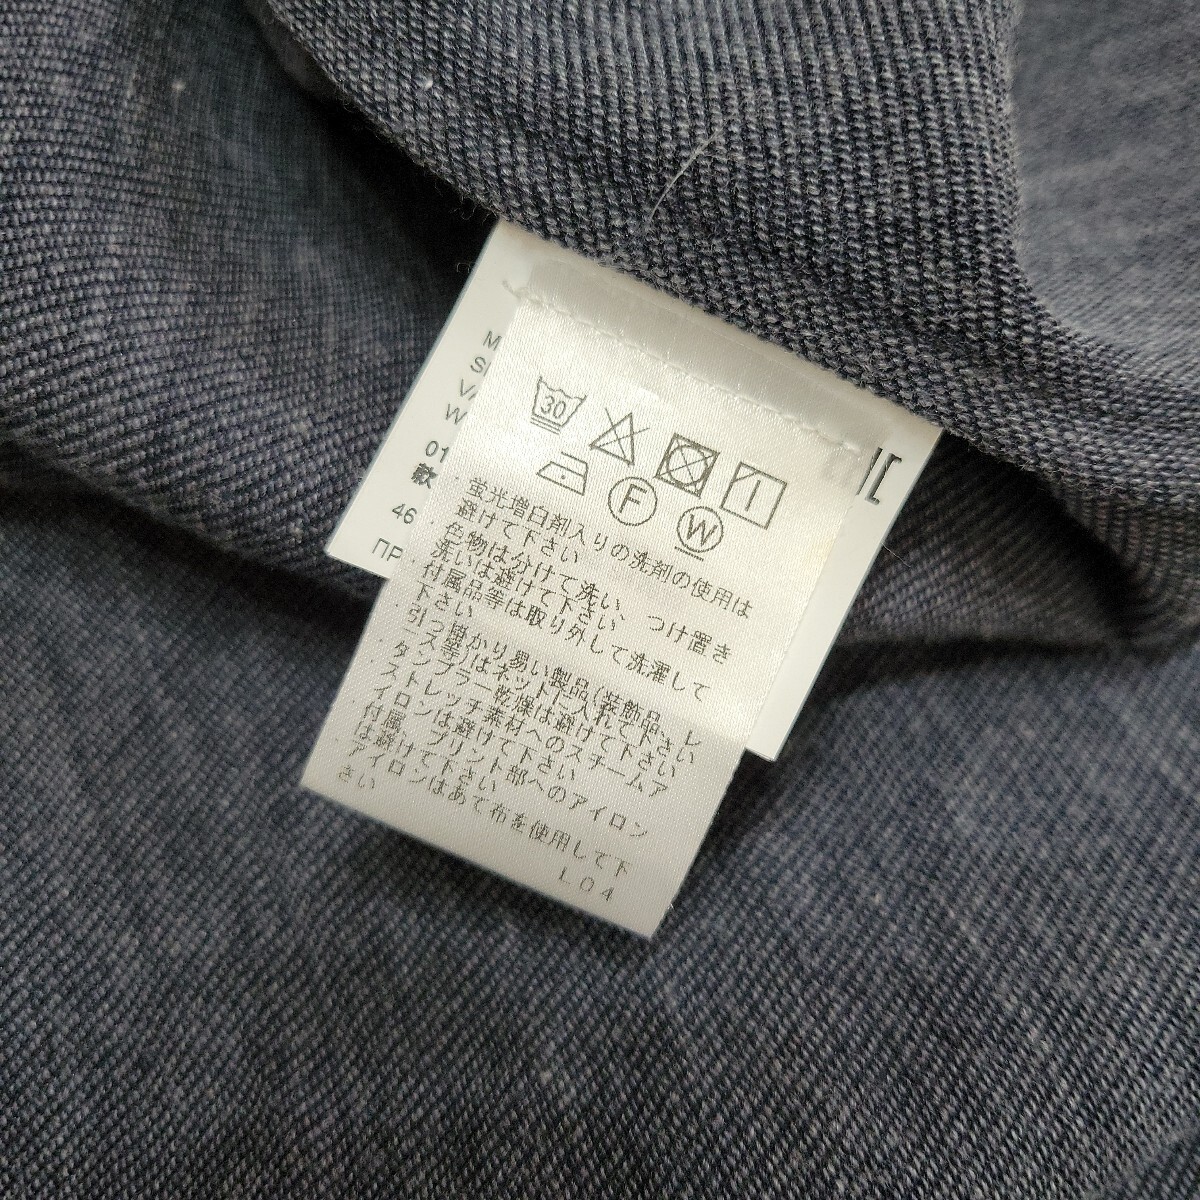 30
F
W
・蛍光増白剤入りの洗剤の使用は
避けて下さい
・色物は分けて洗い、つけ置き
洗いは避けて下さい
・付属品等は取り外して洗濯して
下さい
・引っ掛かり易い製品(装飾品、レ
ース等)はネットに入れて下さい
・タンブラー乾燥は避けて下さい
・ストレッチ素材へのスチームア
イロンは避けて下さい
・付属、プリント部へのアイロン
は避けて下さい
・アイロンはあて布を使用して下
さい
L04
M
W
01
款
46
ПР